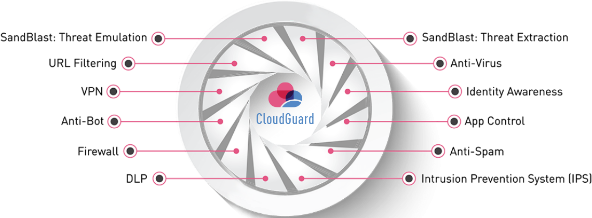 SandBlast: Threat Emulation
SandBlast: Threat Extraction
URL Filtering
Anti-Virus
VPN
Identity Awareness
CloudGuard
Anti-Bot
App Control
Firewall
Anti-Spam
DLP
Intrusion Prevention System (IPS)